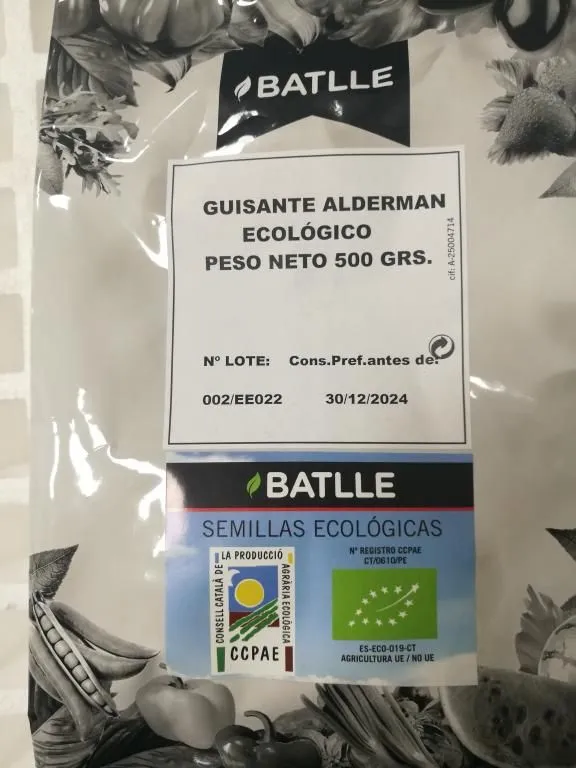 BATLLE
GUISANTE ALDERMAN
ECOLÓGICO
PESO NETO 500 GRS.
cif: A-25004714
Nº LOTE: Cons.Pref.antes de:
002/EE022 30/12/2024
BATLLE
SEMILLAS ECOLÓGICAS
CONSELL CATALÀ DE
LA PRODUCCIÓ
AGRÀRIA ECOLÒGICA
CCPAE
Nº REGISTRO CCPAE
CT/0610/PE
ES-ECO-019-CT
AGRICULTURA UE / NO UE